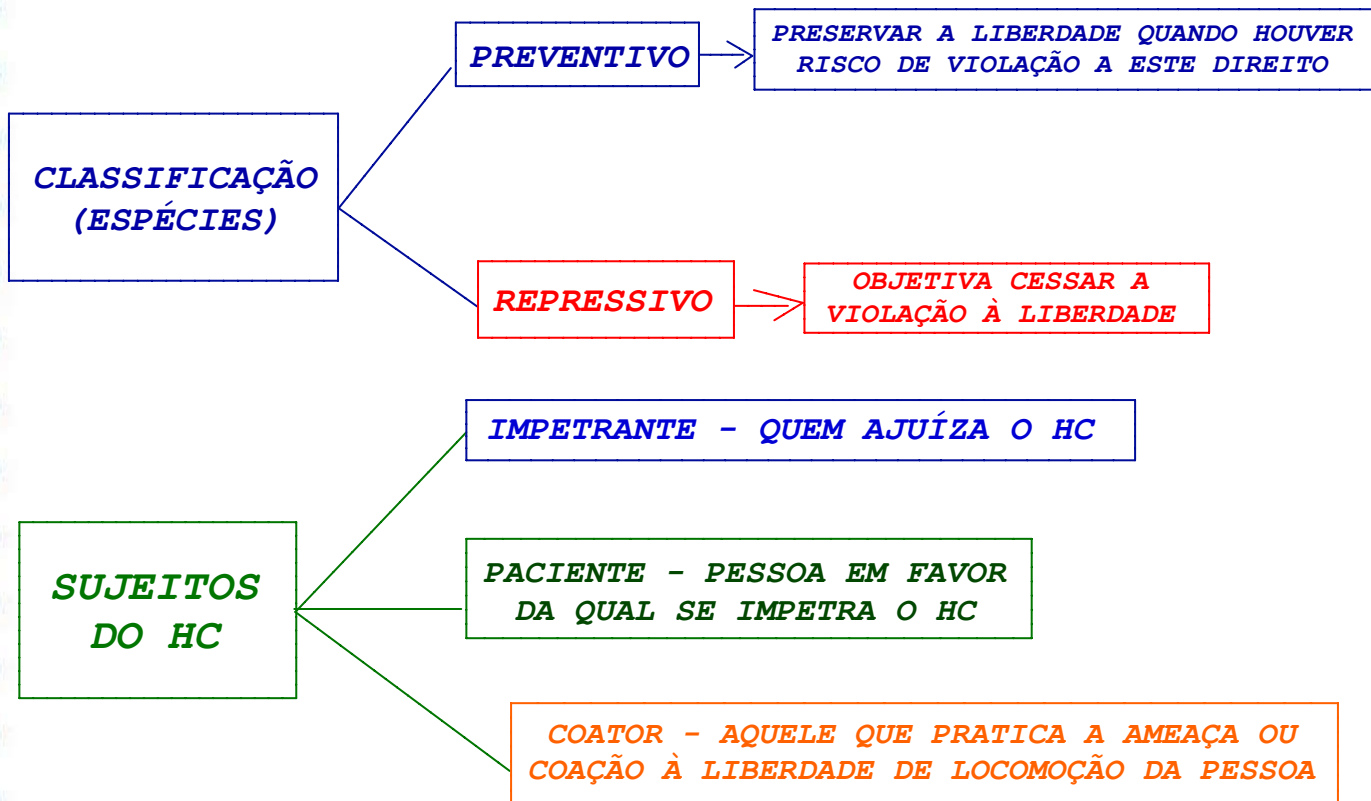 CLASSIFICAÇÃO
(ESPÉCIES)
PREVENTIVO
PRESERVAR A LIBERDADE QUANDO HOUVER
RISCO DE VIOLAÇÃO A ESTE DIREITO
REPRESSIVO
OBJETIVA CESSAR A
VIOLAÇÃO À LIBERDADE
SUJEITOS
DO HC
IMPETRANTE - QUEM AJUÍZA O HC
PACIENTE - PESSOA EM FAVOR
DA QUAL SE IMPETRA O HC
COATOR - AQUELE QUE PRATICA A AMEAÇA OU
COAÇÃO À LIBERDADE DE LOCOMOÇÃO DA PESSOA